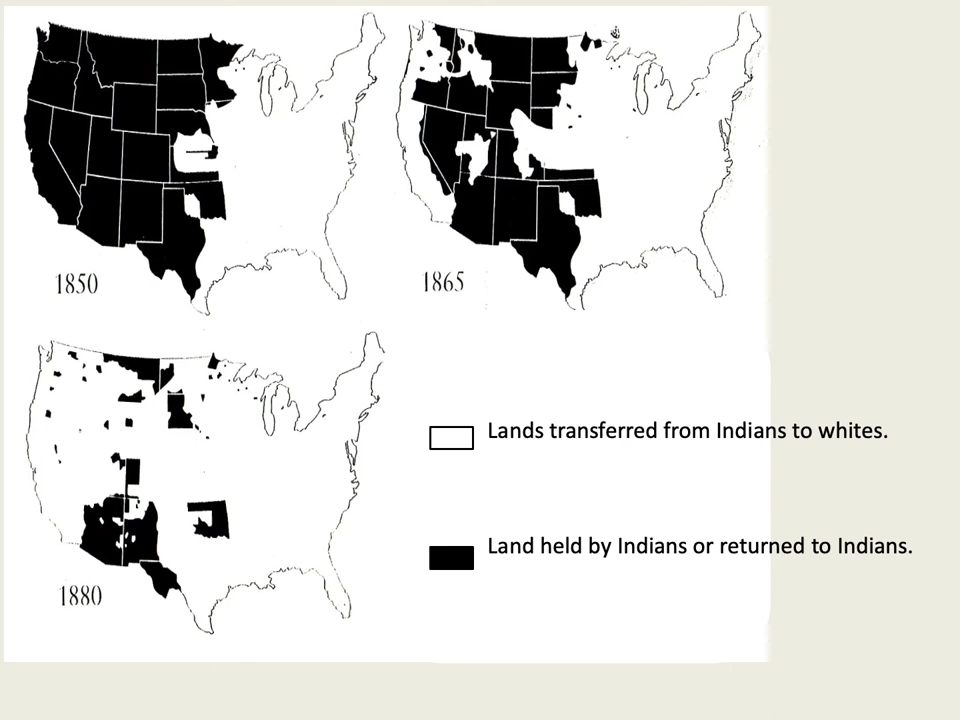 1850
1865
1880
Lands transferred from Indians to whites.
Land held by Indians or returned to Indians.